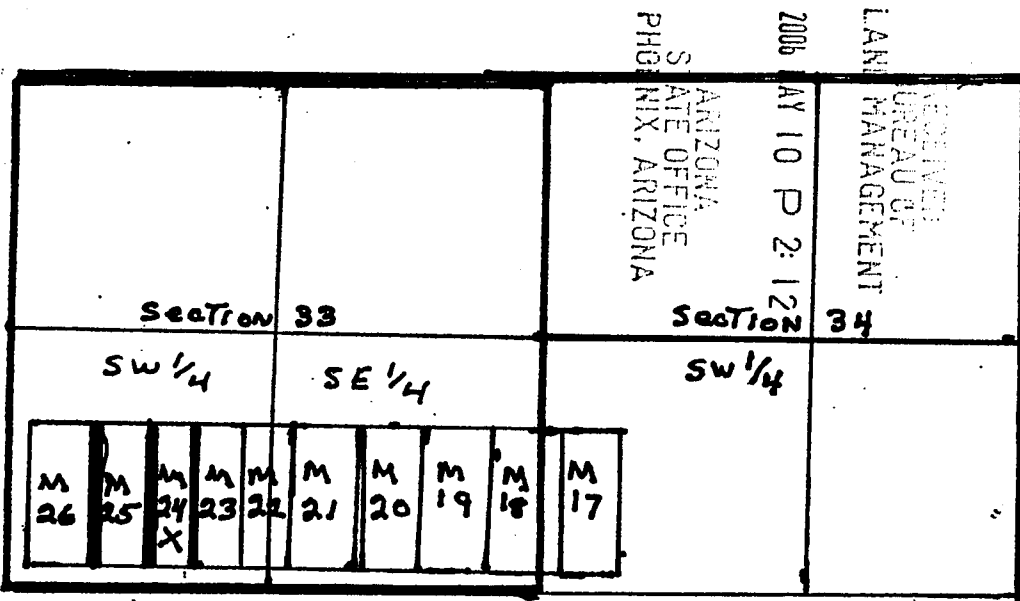 RECEIVED
BUREAU OF
LAND MANAGEMENT
2006 MAY 10 P 2:12
ARIZONA
STATE OFFICE
PHOENIX, ARIZONA
Section 33
Section 34
SW 1/4
SE 1/4
SW 1/4
M 26
M 25
M 24 X
M 23
M 22
M 21
M 20
M 19
M 18
M 17